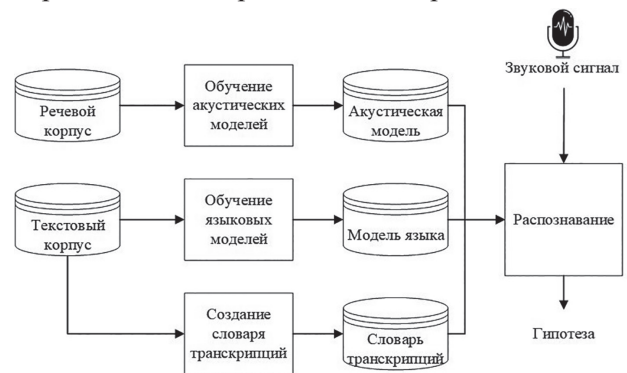 Звуковой сигнал
Речевой
корпус
Обучение
акустических
моделей
Акустическая
модель
Текстовый
корпус
Обучение
языковых
моделей
Модель языка
Распознавание
Создание
словаря
транскрипций
Словарь
транскрипций
Гипотеза